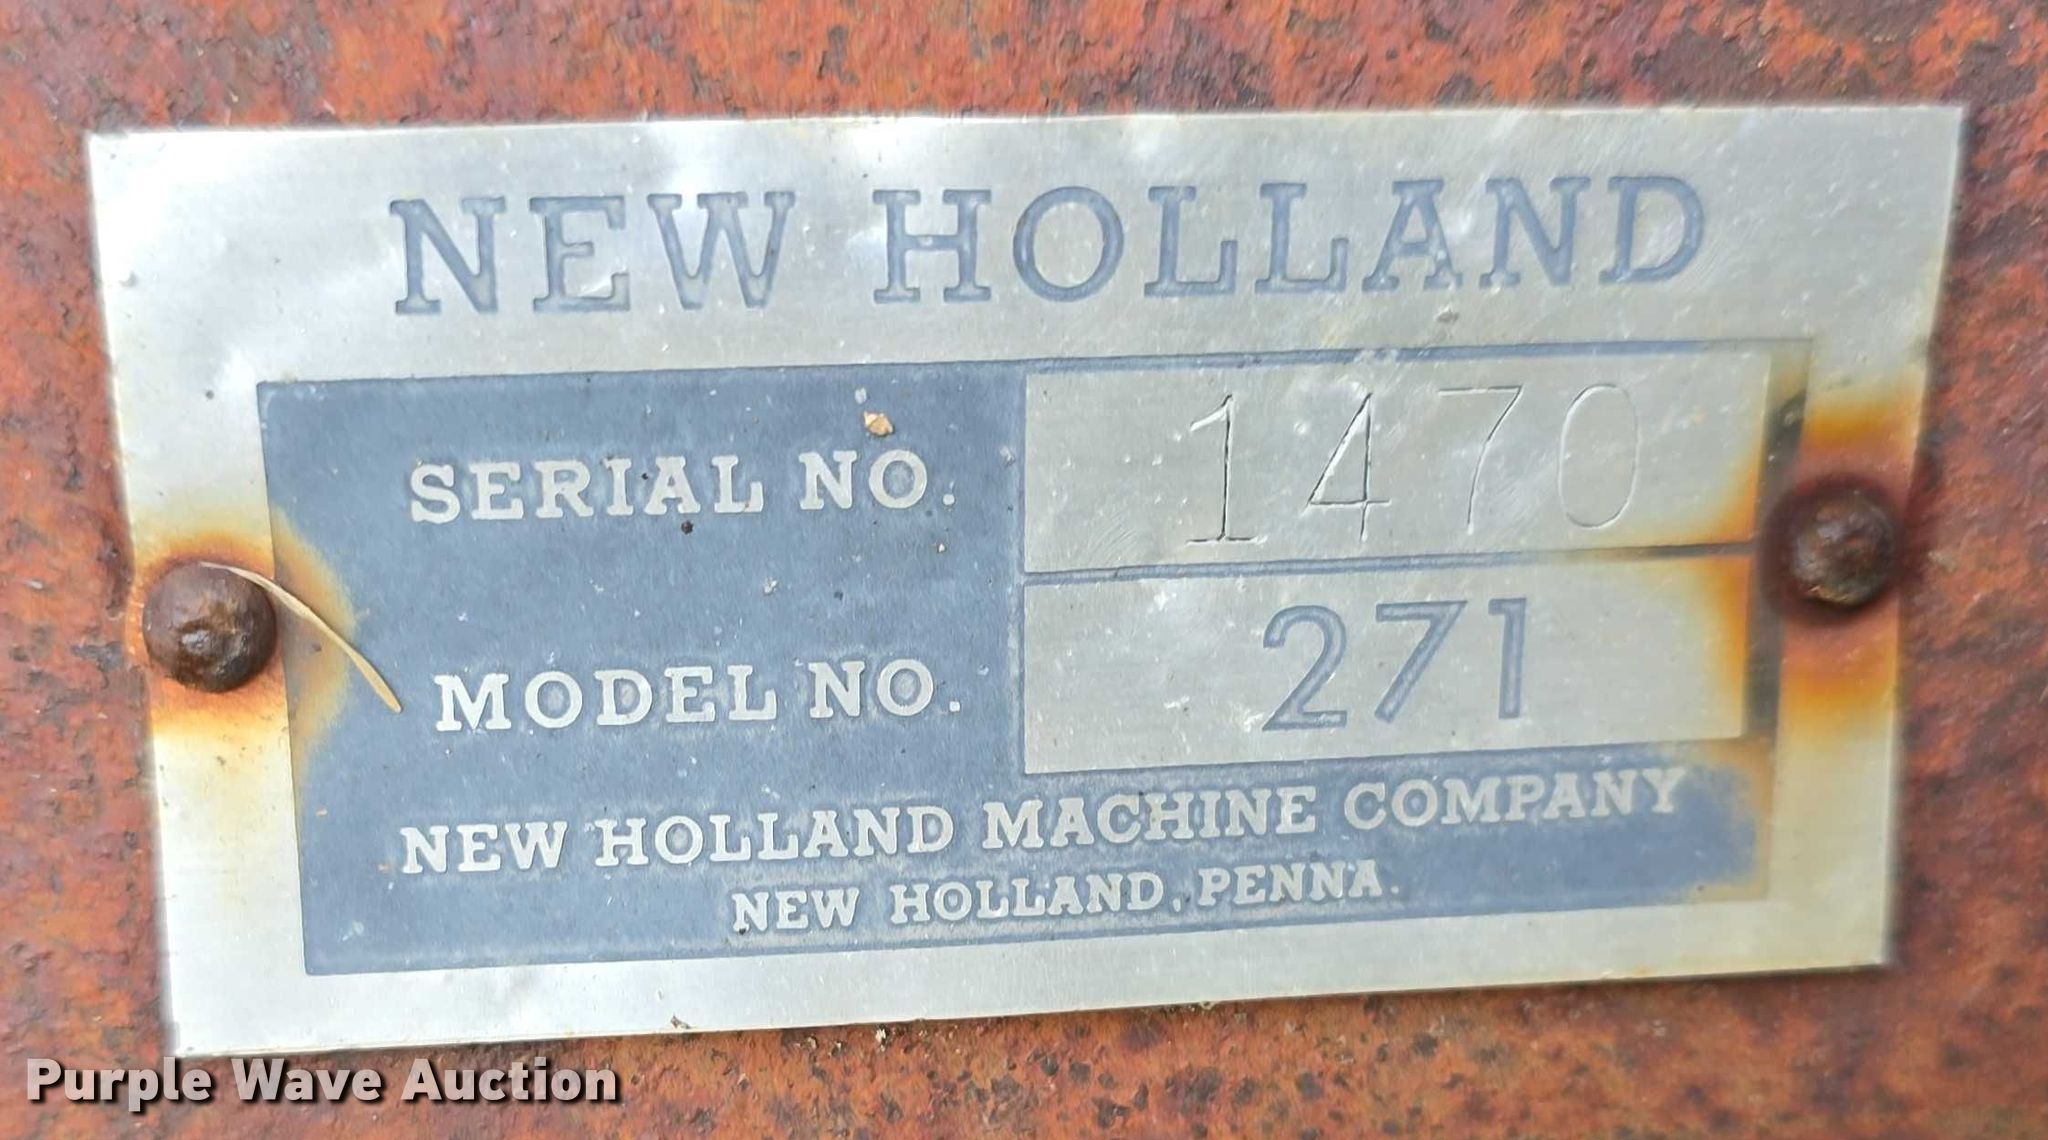 NEW HOLLAND
SERIAL NO. 1470
MODEL NO. 271
NEW HOLLAND MACHINE COMPANY
NEW HOLLAND, PENNA.
Purple Wave Auction